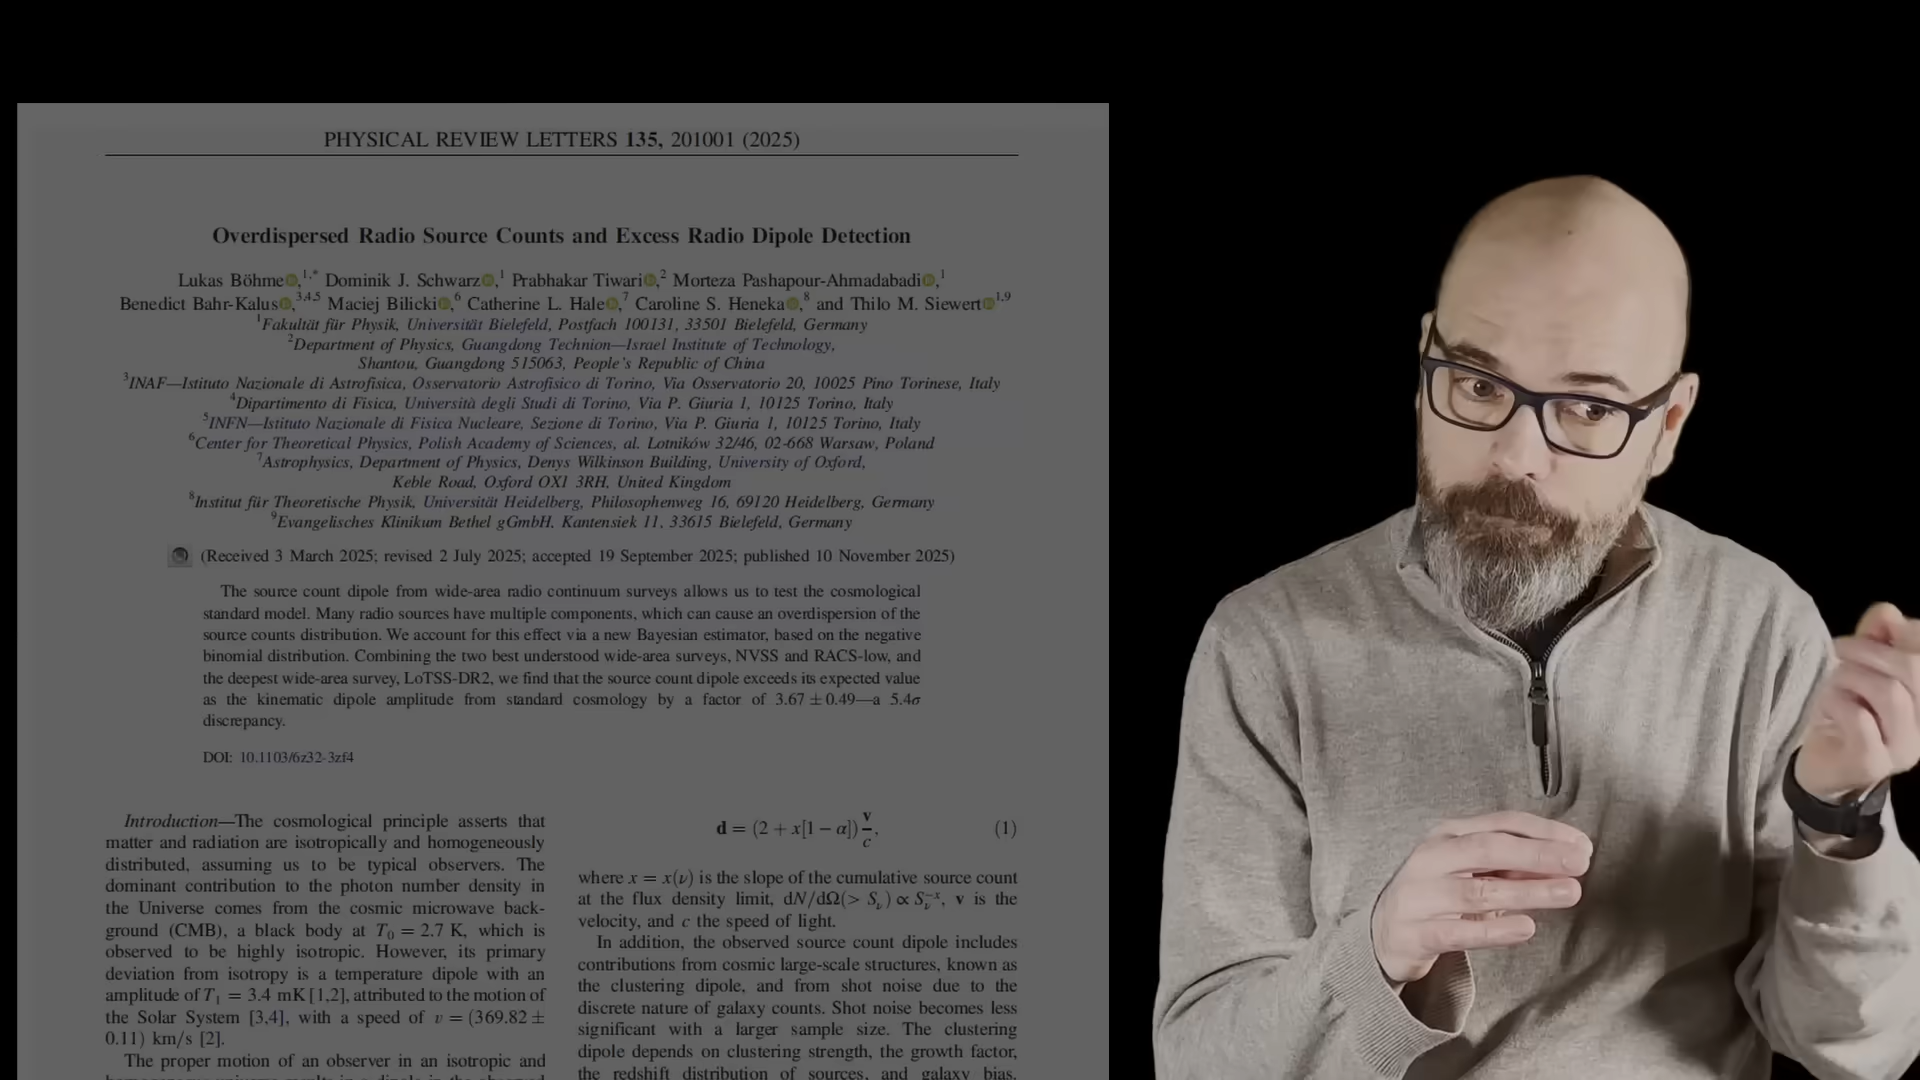 PHYSICAL REVIEW LETTERS 135, 201001 (2025)
Overdispersed Radio Source Counts and Excess Radio Dipole Detection
Lukas Böhme,1,* Dominik J. Schwarz,1 Prabhakar Tiwari,2 Morteza Pashapour-Ahmadabadi,1
Benedict Bahr-Kalus,3,4,5 Maciej Bilicki,6 Catherine L. Hale,7 Caroline S. Heneka,8 and Thilo M. Siewert1,9
1Fakultät für Physik, Universität Bielefeld, Postfach 100131, 33501 Bielefeld, Germany
2Department of Physics, Guangdong Technion—Israel Institute of Technology,
Shantou, Guangdong 515063, People's Republic of China
3INAF—Istituto Nazionale di Astrofisica, Osservatorio Astrofisico di Torino, Via Osservatorio 20, 10025 Pino Torinese, Italy
4Dipartimento di Fisica, Università degli Studi di Torino, Via P. Giuria 1, 10125 Torino, Italy
5INFN—Istituto Nazionale di Fisica Nucleare, Sezione di Torino, Via P. Giuria 1, 10125 Torino, Italy
6Center for Theoretical Physics, Polish Academy of Sciences, al. Lotników 32/46, 02-668 Warsaw, Poland
7Astrophysics, Department of Physics, Denys Wilkinson Building, University of Oxford,
Keble Road, Oxford OX1 3RH, United Kingdom
8Institut für Theoretische Physik, Universität Heidelberg, Philosophenweg 16, 69120 Heidelberg, Germany
9Evangelisches Klinikum Bethel gGmbH, Kantensiek 11, 33615 Bielefeld, Germany
(Received 3 March 2025; revised 2 July 2025; accepted 19 September 2025; published 10 November 2025)
The source count dipole from wide-area radio continuum surveys allows us to test the cosmological
standard model. Many radio sources have multiple components, which can cause an overdispersion of the
source counts distribution. We account for this effect via a new Bayesian estimator, based on the negative
binomial distribution. Combining the two best understood wide-area surveys, NVSS and RACS-low, and
the deepest wide-area survey, LoTSS-DR2, we find that the source count dipole exceeds its expected value
as the kinematic dipole amplitude from standard cosmology by a factor of 3.67 ± 0.49—a 5.4σ
discrepancy.
DOI: 10.1103/6z32-3zf4
Introduction—The cosmological principle asserts that
matter and radiation are isotropically and homogeneously
distributed, assuming us to be typical observers. The
dominant contribution to the photon number density in
the Universe comes from the cosmic microwave back-
ground (CMB), a black body at T0 = 2.7 K, which is
observed to be highly isotropic. However, its primary
deviation from isotropy is a temperature dipole with an
amplitude of T1 = 3.4 mK [1,2], attributed to the motion of
the Solar System [3,4], with a speed of v = (369.82 ±
0.11) km/s [2].
The proper motion of an observer in an isotropic and
d = (2 + x[1 − α]) v/c, (1)
where x = x(ν) is the slope of the cumulative source count
at the flux density limit, dN/dΩ(> Sν) ∝ Sν−x, v is the
velocity, and c the speed of light.
In addition, the observed source count dipole includes
contributions from cosmic large-scale structures, known as
the clustering dipole, and from shot noise due to the
discrete nature of galaxy counts. Shot noise becomes less
significant with a larger sample size. The clustering
dipole depends on clustering strength, the growth factor,
the redshift distribution of sources, and galaxy bias.